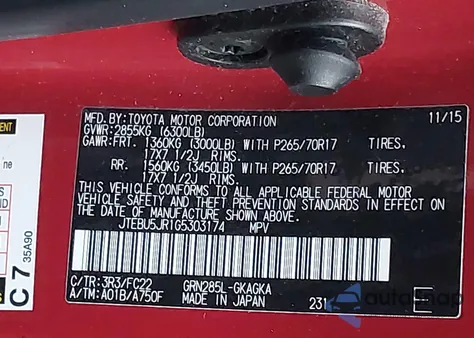 MFD. BY: TOYOTA MOTOR CORPORATION 11/15
GVWR: 2855KG (6300LB)
GAWR: FRT. 1360KG (3000LB) WITH P265/70R17 TIRES.
17X7 1/2J RIMS.
RR. 1560KG (3450LB) WITH P265/70R17 TIRES.
17X7 1/2J RIMS.
THIS VEHICLE CONFORMS TO ALL APPLICABLE FEDERAL MOTOR
VEHICLE SAFETY AND THEFT PREVENTION STANDARDS IN
EFFECT ON THE DATE OF MANUFACTURE SHOWN ABOVE.
JTEBU5JR1G5303174 MPV
C/TR: 3R3/FC22 GRN285L-GKAGKA
A/TM: A01B/A750F MADE IN JAPAN 231
C7 35A90
autosnap